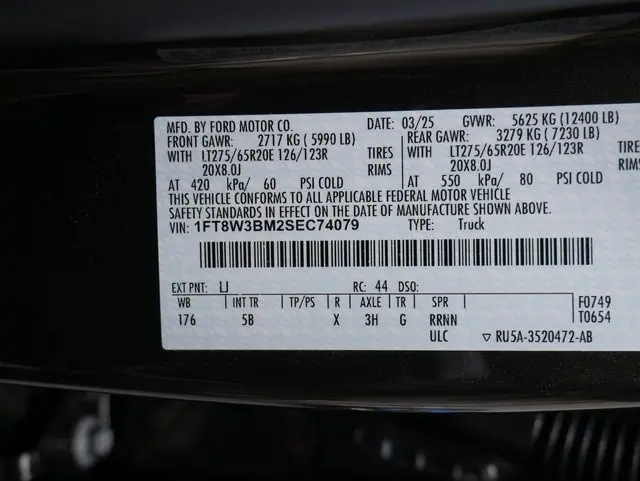 MFD. BY FORD MOTOR CO. DATE: 03/25 GVWR: 5625 KG (12400 LB)
FRONT GAWR: 2717 KG (5990 LB) REAR GAWR: 3279 KG (7230 LB)
WITH LT275/65R20E 126/123R TIRES WITH LT275/65R20E 126/123R TIRE
20X8.0J RIMS 20X8.0J RIMS
AT 420 kPa/ 60 PSI COLD AT 550 kPa/ 80 PSI COLD
THIS VEHICLE CONFORMS TO ALL APPLICABLE FEDERAL MOTOR VEHICLE
SAFETY STANDARDS IN EFFECT ON THE DATE OF MANUFACTURE SHOWN ABOVE.
VIN: 1FT8W3BM2SEC74079 TYPE: Truck
EXT PNT: UJ RC: 44 DSO:
WB INT TR TP/PS R AXLE TR SPR F0749
176 5B X 3H G RRNN T0654
ULC ▽ RU5A-3520472-AB